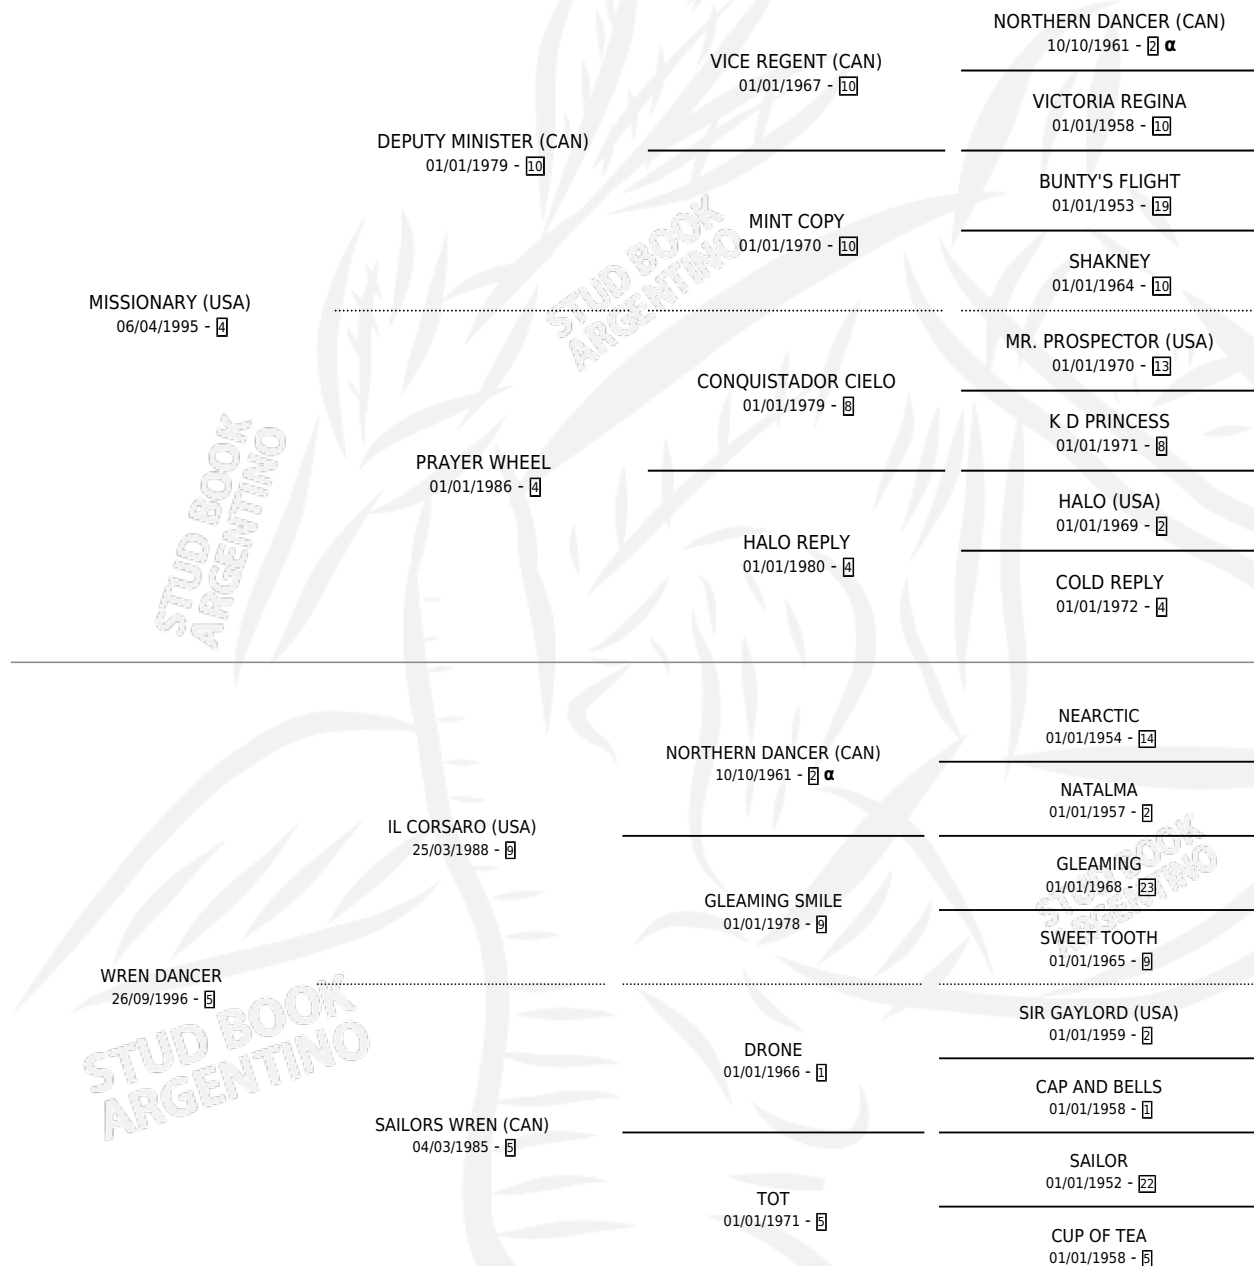 NORTHERN DANCER (CAN)
10/10/1961 - 2 α
VICE REGENT (CAN)
01/01/1967 - 10
VICTORIA REGINA
01/01/1958 - 10
DEPUTY MINISTER (CAN)
01/01/1979 - 10
BUNTY'S FLIGHT
01/01/1953 - 19
MINT COPY
01/01/1970 - 10
SHAKNEY
01/01/1964 - 10
MISSIONARY (USA)
06/04/1995 - 4
MR. PROSPECTOR (USA)
01/01/1970 - 13
CONQUISTADOR CIELO
01/01/1979 - 8
K D PRINCESS
01/01/1971 - 8
PRAYER WHEEL
01/01/1986 - 4
HALO (USA)
01/01/1969 - 2
HALO REPLY
01/01/1980 - 4
COLD REPLY
01/01/1972 - 4
NEARCTIC
01/01/1954 - 14
NORTHERN DANCER (CAN)
10/10/1961 - 2 α
NATALMA
01/01/1957 - 2
IL CORSARO (USA)
25/03/1988 - 9
GLEAMING
01/01/1968 - 23
GLEAMING SMILE
01/01/1978 - 9
SWEET TOOTH
01/01/1965 - 9
WREN DANCER
26/09/1996 - 5
SIR GAYLORD (USA)
01/01/1959 - 2
DRONE
01/01/1966 - 1
CAP AND BELLS
01/01/1958 - 1
SAILORS WREN (CAN)
04/03/1985 - 5
SAILOR
01/01/1952 - 22
TOT
01/01/1971 - 5
CUP OF TEA
01/01/1958 - 5
STUD BOOK
ARGENTINO
STUD BOOK
ARGENTINO
STUD BOOK
ARGENTINO
STUD BOOK
ARGENTINO